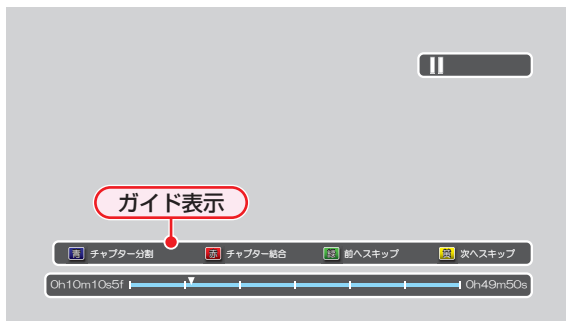 ガイド表示
青 チャプター分割 赤 チャプター結合 緑 前へスキップ 黄 次へスキップ
0h10m10s5f 0h49m50s